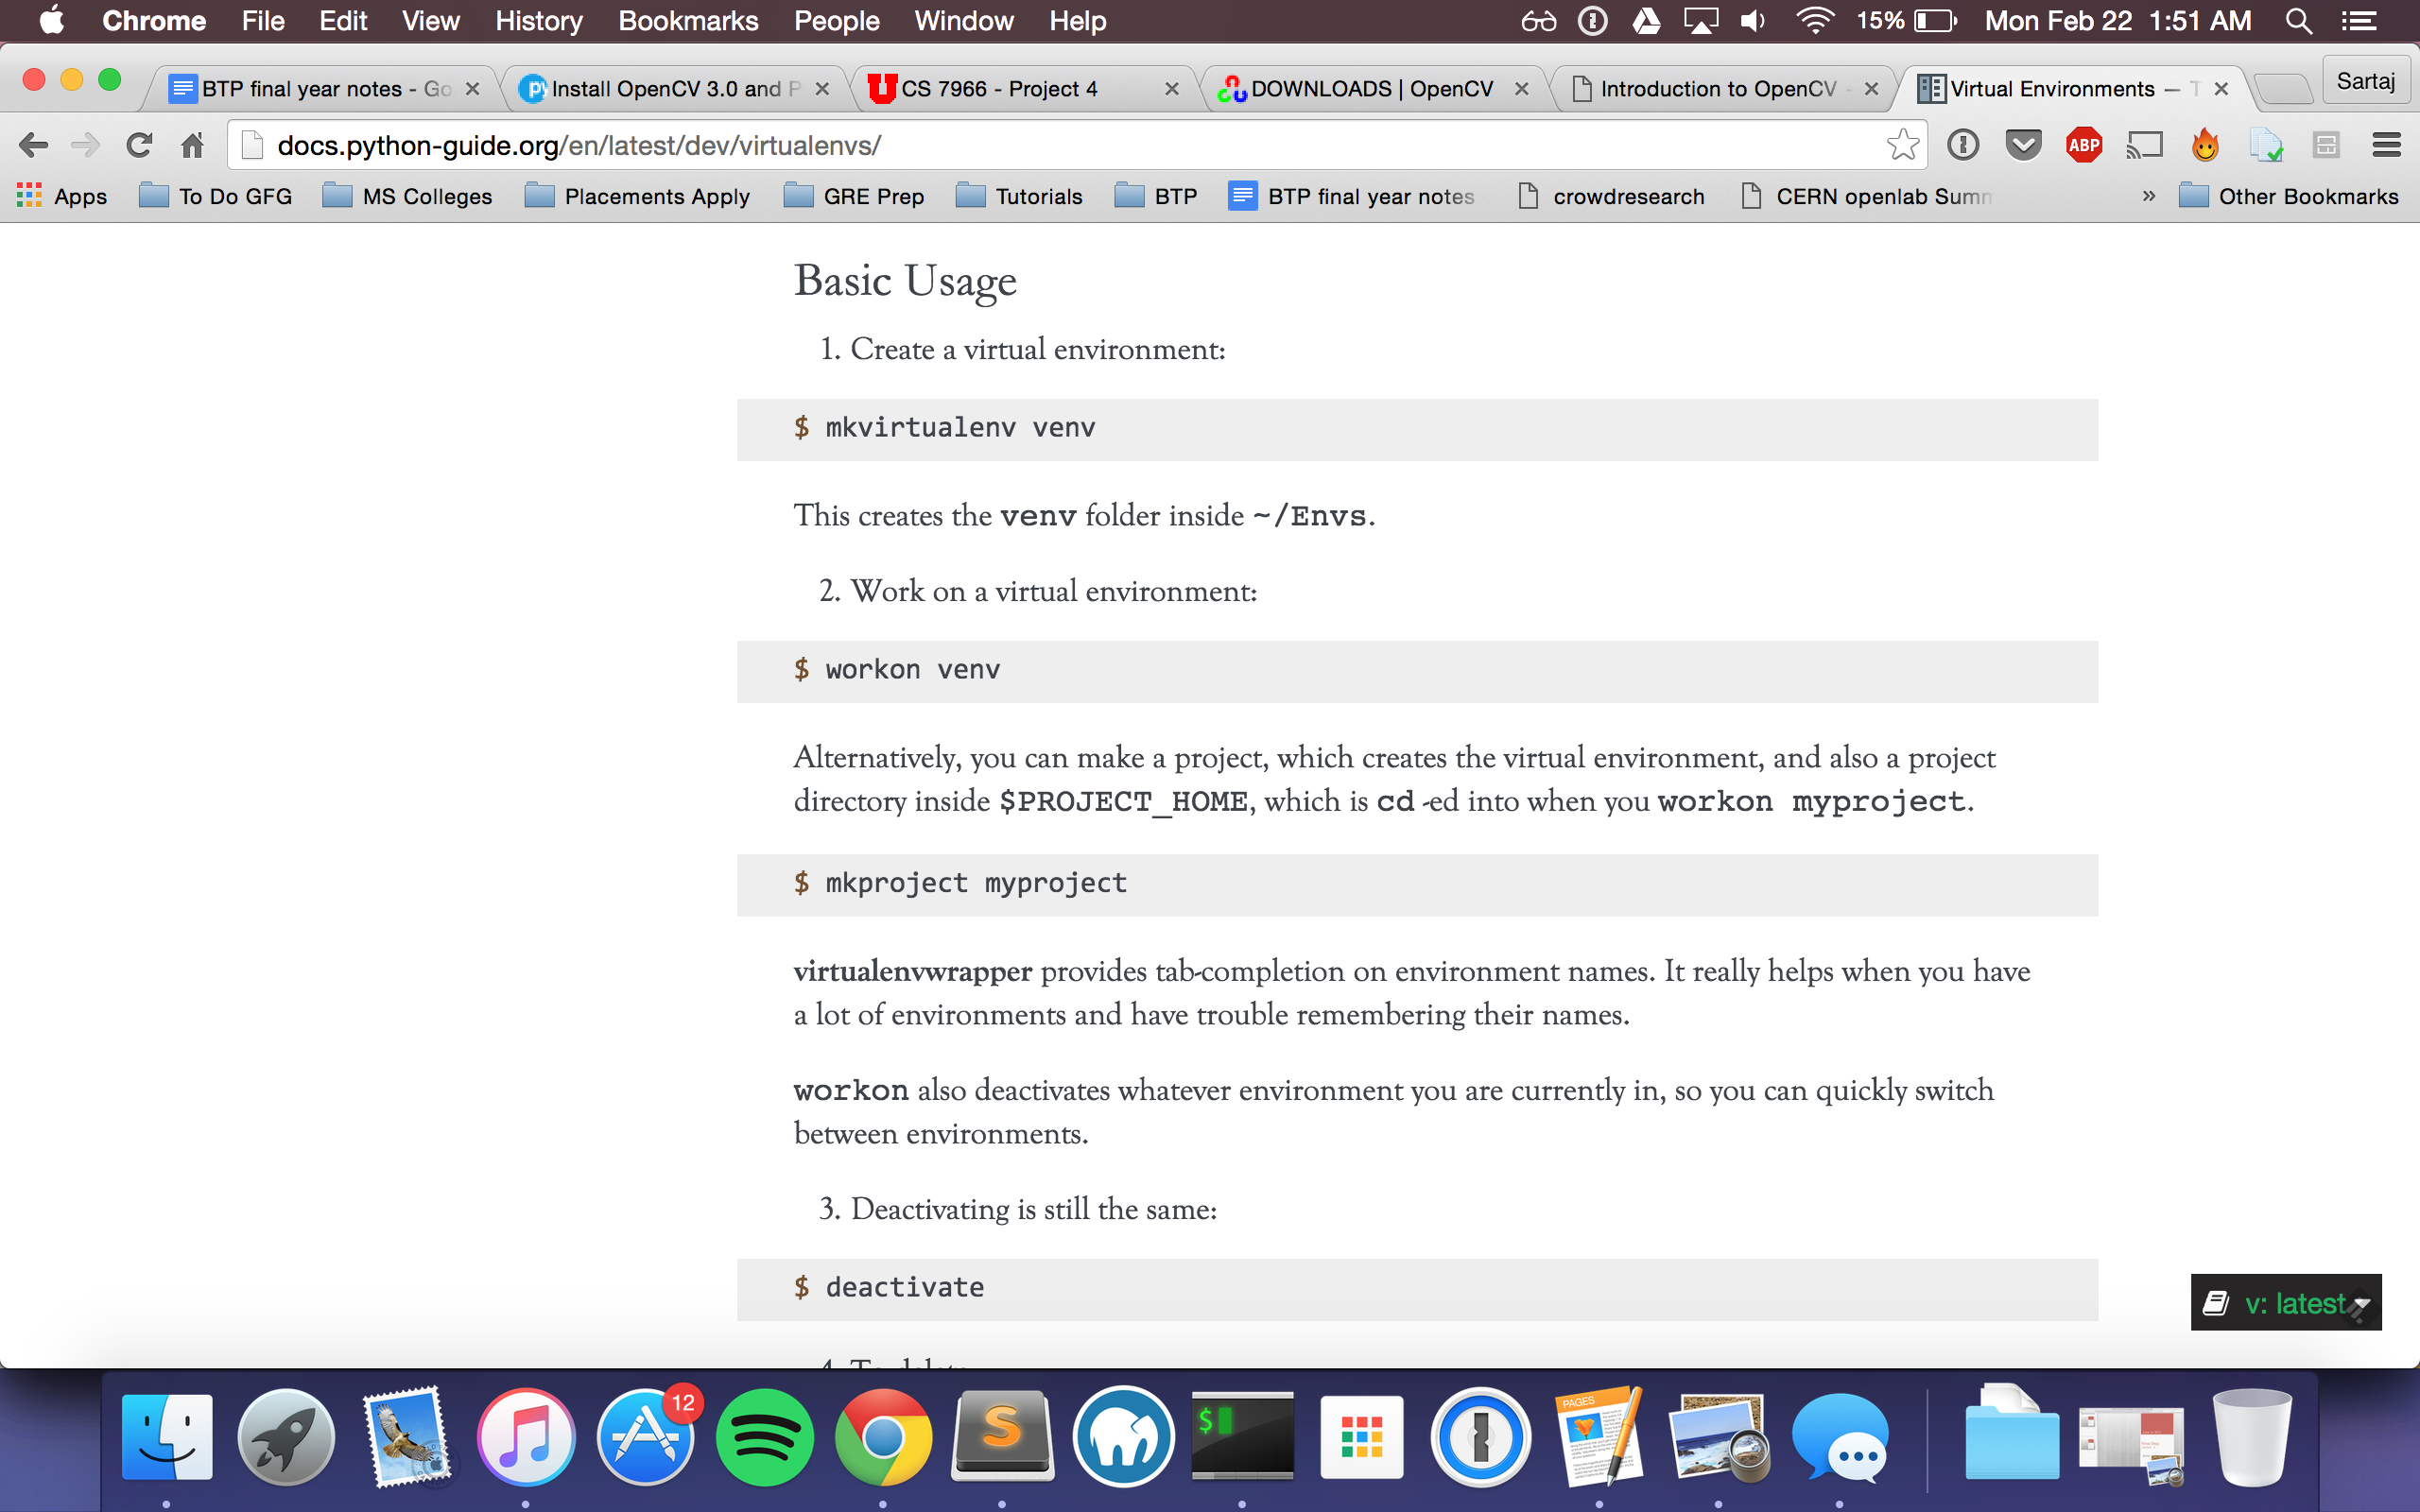 Chrome File Edit View History Bookmarks People Window Help 15% Mon Feb 22 1:51 AM
BTP final year notes - Go Install OpenCV 3.0 and P CS 7966 - Project 4 DOWNLOADS | OpenCV Introduction to OpenCV - Virtual Environments — T Sartaj
docs.python-guide.org/en/latest/dev/virtualenvs/ ABP
Apps To Do GFG MS Colleges Placements Apply GRE Prep Tutorials BTP BTP final year notes crowdresearch CERN openlab Summ » Other Bookmarks
Basic Usage
1. Create a virtual environment:
$ mkvirtualenv venv
This creates the venv folder inside ~/Envs.
2. Work on a virtual environment:
$ workon venv
Alternatively, you can make a project, which creates the virtual environment, and also a project
directory inside $PROJECT_HOME, which is cd -ed into when you workon myproject.
$ mkproject myproject
virtualenvwrapper provides tab-completion on environment names. It really helps when you have
a lot of environments and have trouble remembering their names.
workon also deactivates whatever environment you are currently in, so you can quickly switch
between environments.
3. Deactivating is still the same:
$ deactivate
v: latest
4. To delete
12
PAGES